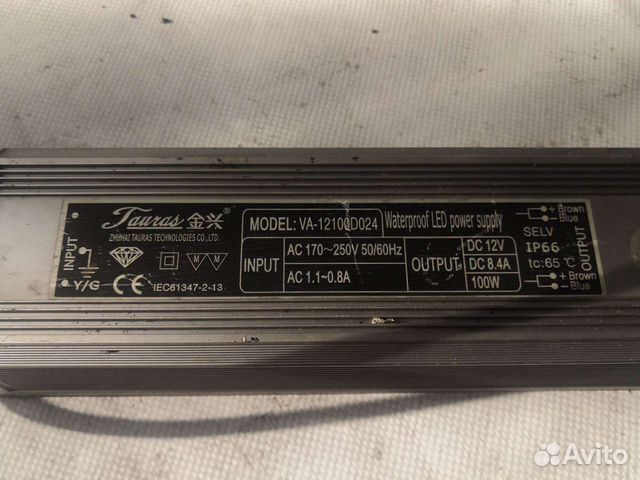 Tauras 金兴 ®
ZHUHAI TAURAS TECHNOLOGIES CO., LTD.
INPUT
Y/G
CE IEC61347-2-13
M M
MODEL: VA-12100D024
Waterproof LED power supply
INPUT
AC 170~250V 50/60Hz
AC 1.1~0.8A
OUTPUT
DC 12V
DC 8.4A
100W
+ Brown
- Blue
SELV
IP66
tc:65℃
+ Brown
- Blue
OUTPUT
Avito